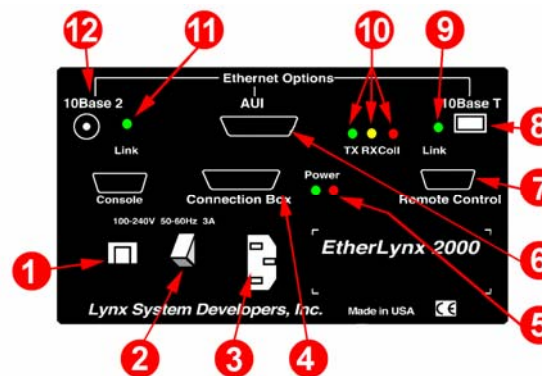 12
11
10
9
Ethernet Options
10Base 2
AUI
10Base T
8
Link
TX RX Coll
Link
Power
7
Console
Connection Box
Remote Control
100-240V 50-60Hz 3A
EtherLynx 2000
6
1
Lynx System Developers, Inc.
Made in USA
CE
5
2
3
4